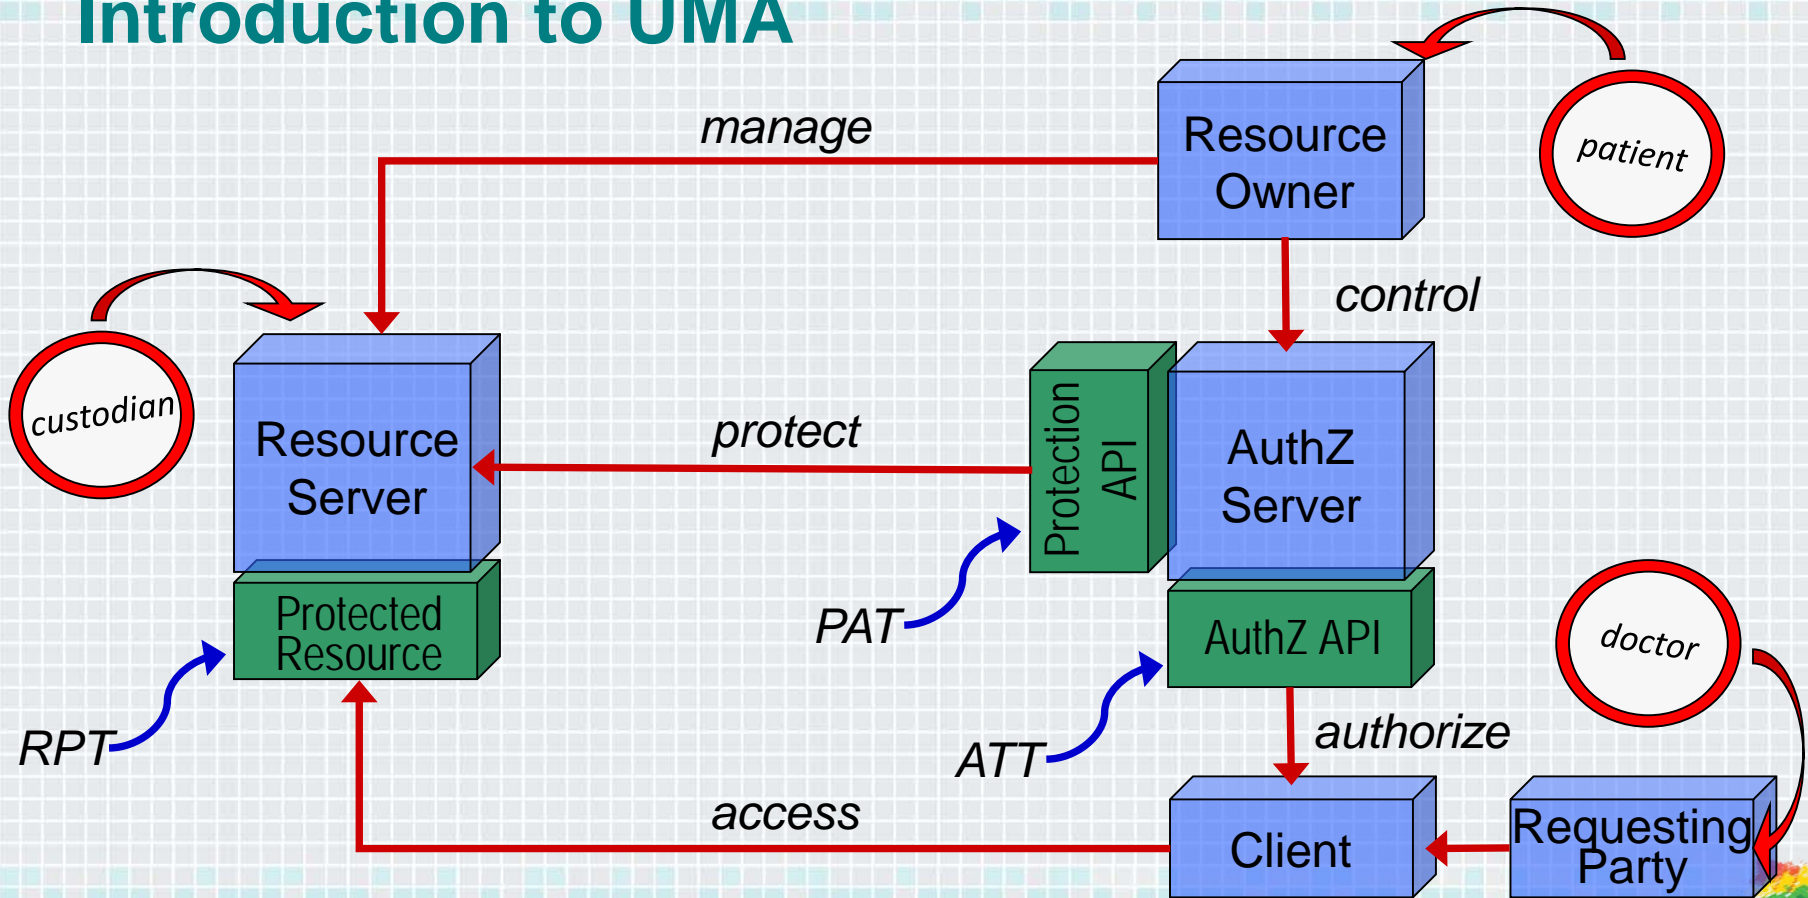 Introduction to UMA
manage
Resource
Owner
patient
control
custodian
Resource
Server
protect
Protection
API
AuthZ
Server
Protected
Resource
PAT
AuthZ API
doctor
RPT
ATT
authorize
access
Client
Requesting
Party